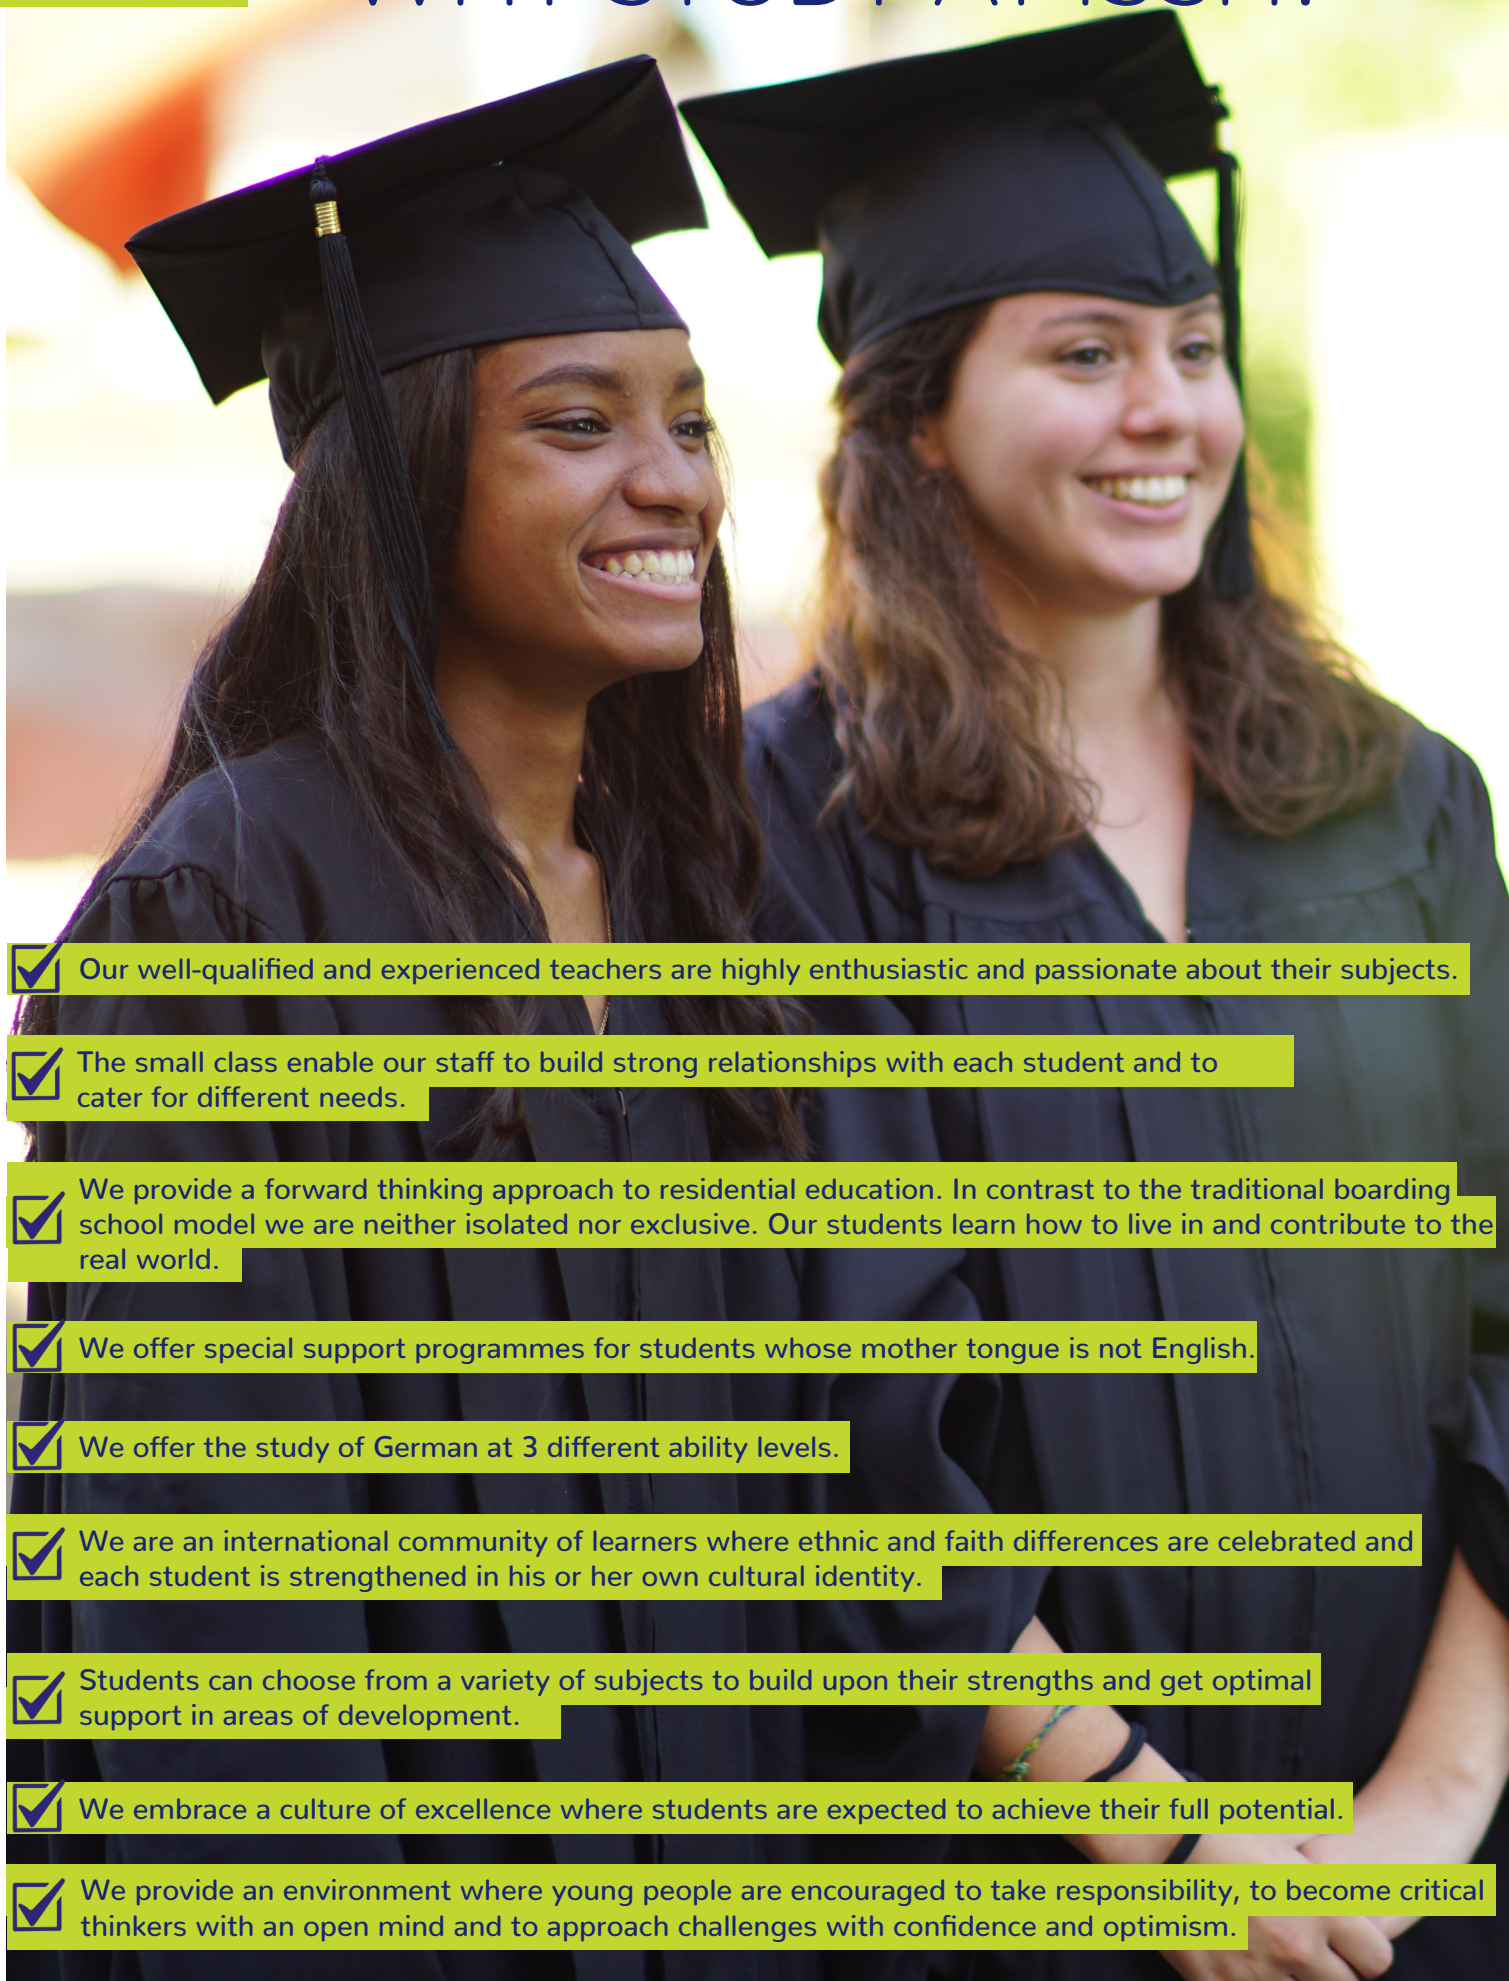 WHY STUDY AT
Our well-qualified and experienced teachers are highly enthusiastic and passionate about their subjects.
The small class enable our staff to build strong relationships with each student and to
cater for different needs.
We provide a forward thinking approach to residential education. In contrast to the traditional boarding
school model we are neither isolated nor exclusive. Our students learn how to live in and contribute to the
real world.
We offer special support programmes for students whose mother tongue is not English.
We offer the study of German at 3 different ability levels.
We are an international community of learners where ethnic and faith differences are celebrated and
each student is strengthened in his or her own cultural identity.
Students can choose from a variety of subjects to build upon their strengths and get optimal
support in areas of development.
We embrace a culture of excellence where students are expected to achieve their full potential.
We provide an environment where young people are encouraged to take responsibility, to become critical
thinkers with an open mind and to approach challenges with confidence and optimism.